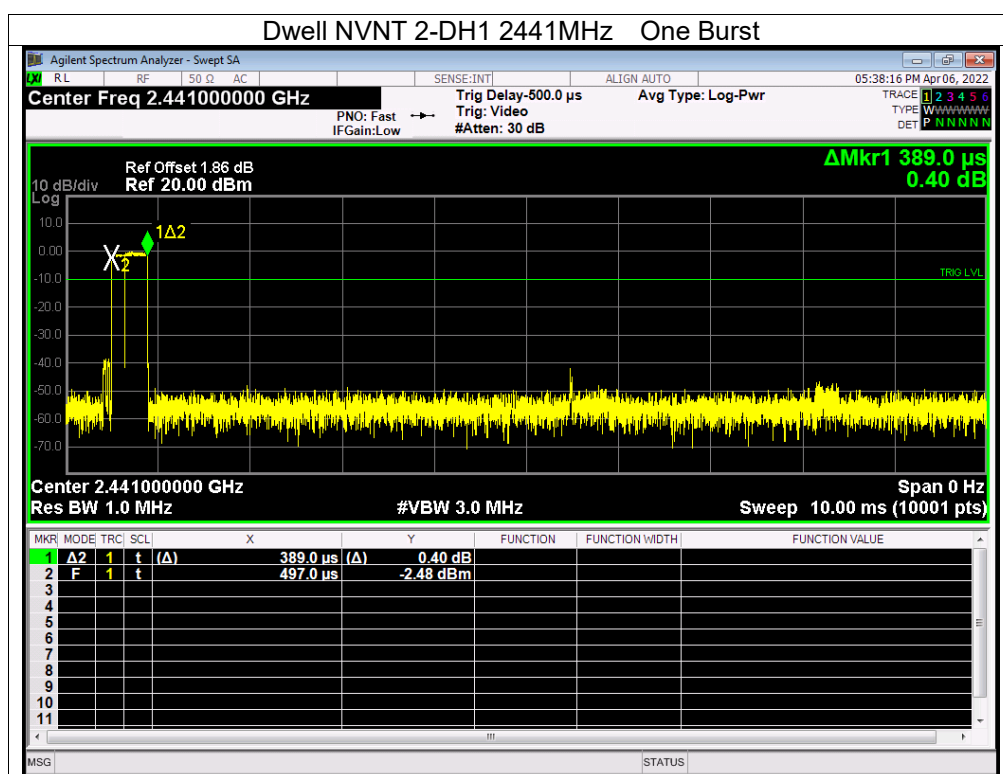 Dwell NVNT 2-DH1 2441MHz One Burst
Agilent Spectrum Analyzer - Swept SA
LXI RL RF 50 Ω AC SENSE:INT ALIGN AUTO 05:38:16 PM Apr 06, 2022
Center Freq 2.441000000 GHz Trig Delay-500.0 µs Avg Type: Log-Pwr TRACE 1 2 3 4 5 6
PNO: Fast Trig: Video TYPE WWWWWW
IFGain:Low #Atten: 30 dB DET P N N N N N
Ref Offset 1.86 dB ΔMkr1 389.0 µs
10 dB/div Ref 20.00 dBm 0.40 dB
Log
10.0
1Δ2
0.00
X2
-10.0
TRIG LVL
-20.0
-30.0
-40.0
-50.0
-60.0
-70.0
Center 2.441000000 GHz Span 0 Hz
Res BW 1.0 MHz #VBW 3.0 MHz Sweep 10.00 ms (10001 pts)
MKR MODE TRC SCL X Y FUNCTION FUNCTION WIDTH FUNCTION VALUE
1 Δ2 1 t (Δ) 389.0 µs (Δ) 0.40 dB
2 F 1 t 497.0 µs -2.48 dBm
3
4
5
6
7
8
9
10
11
MSG STATUS